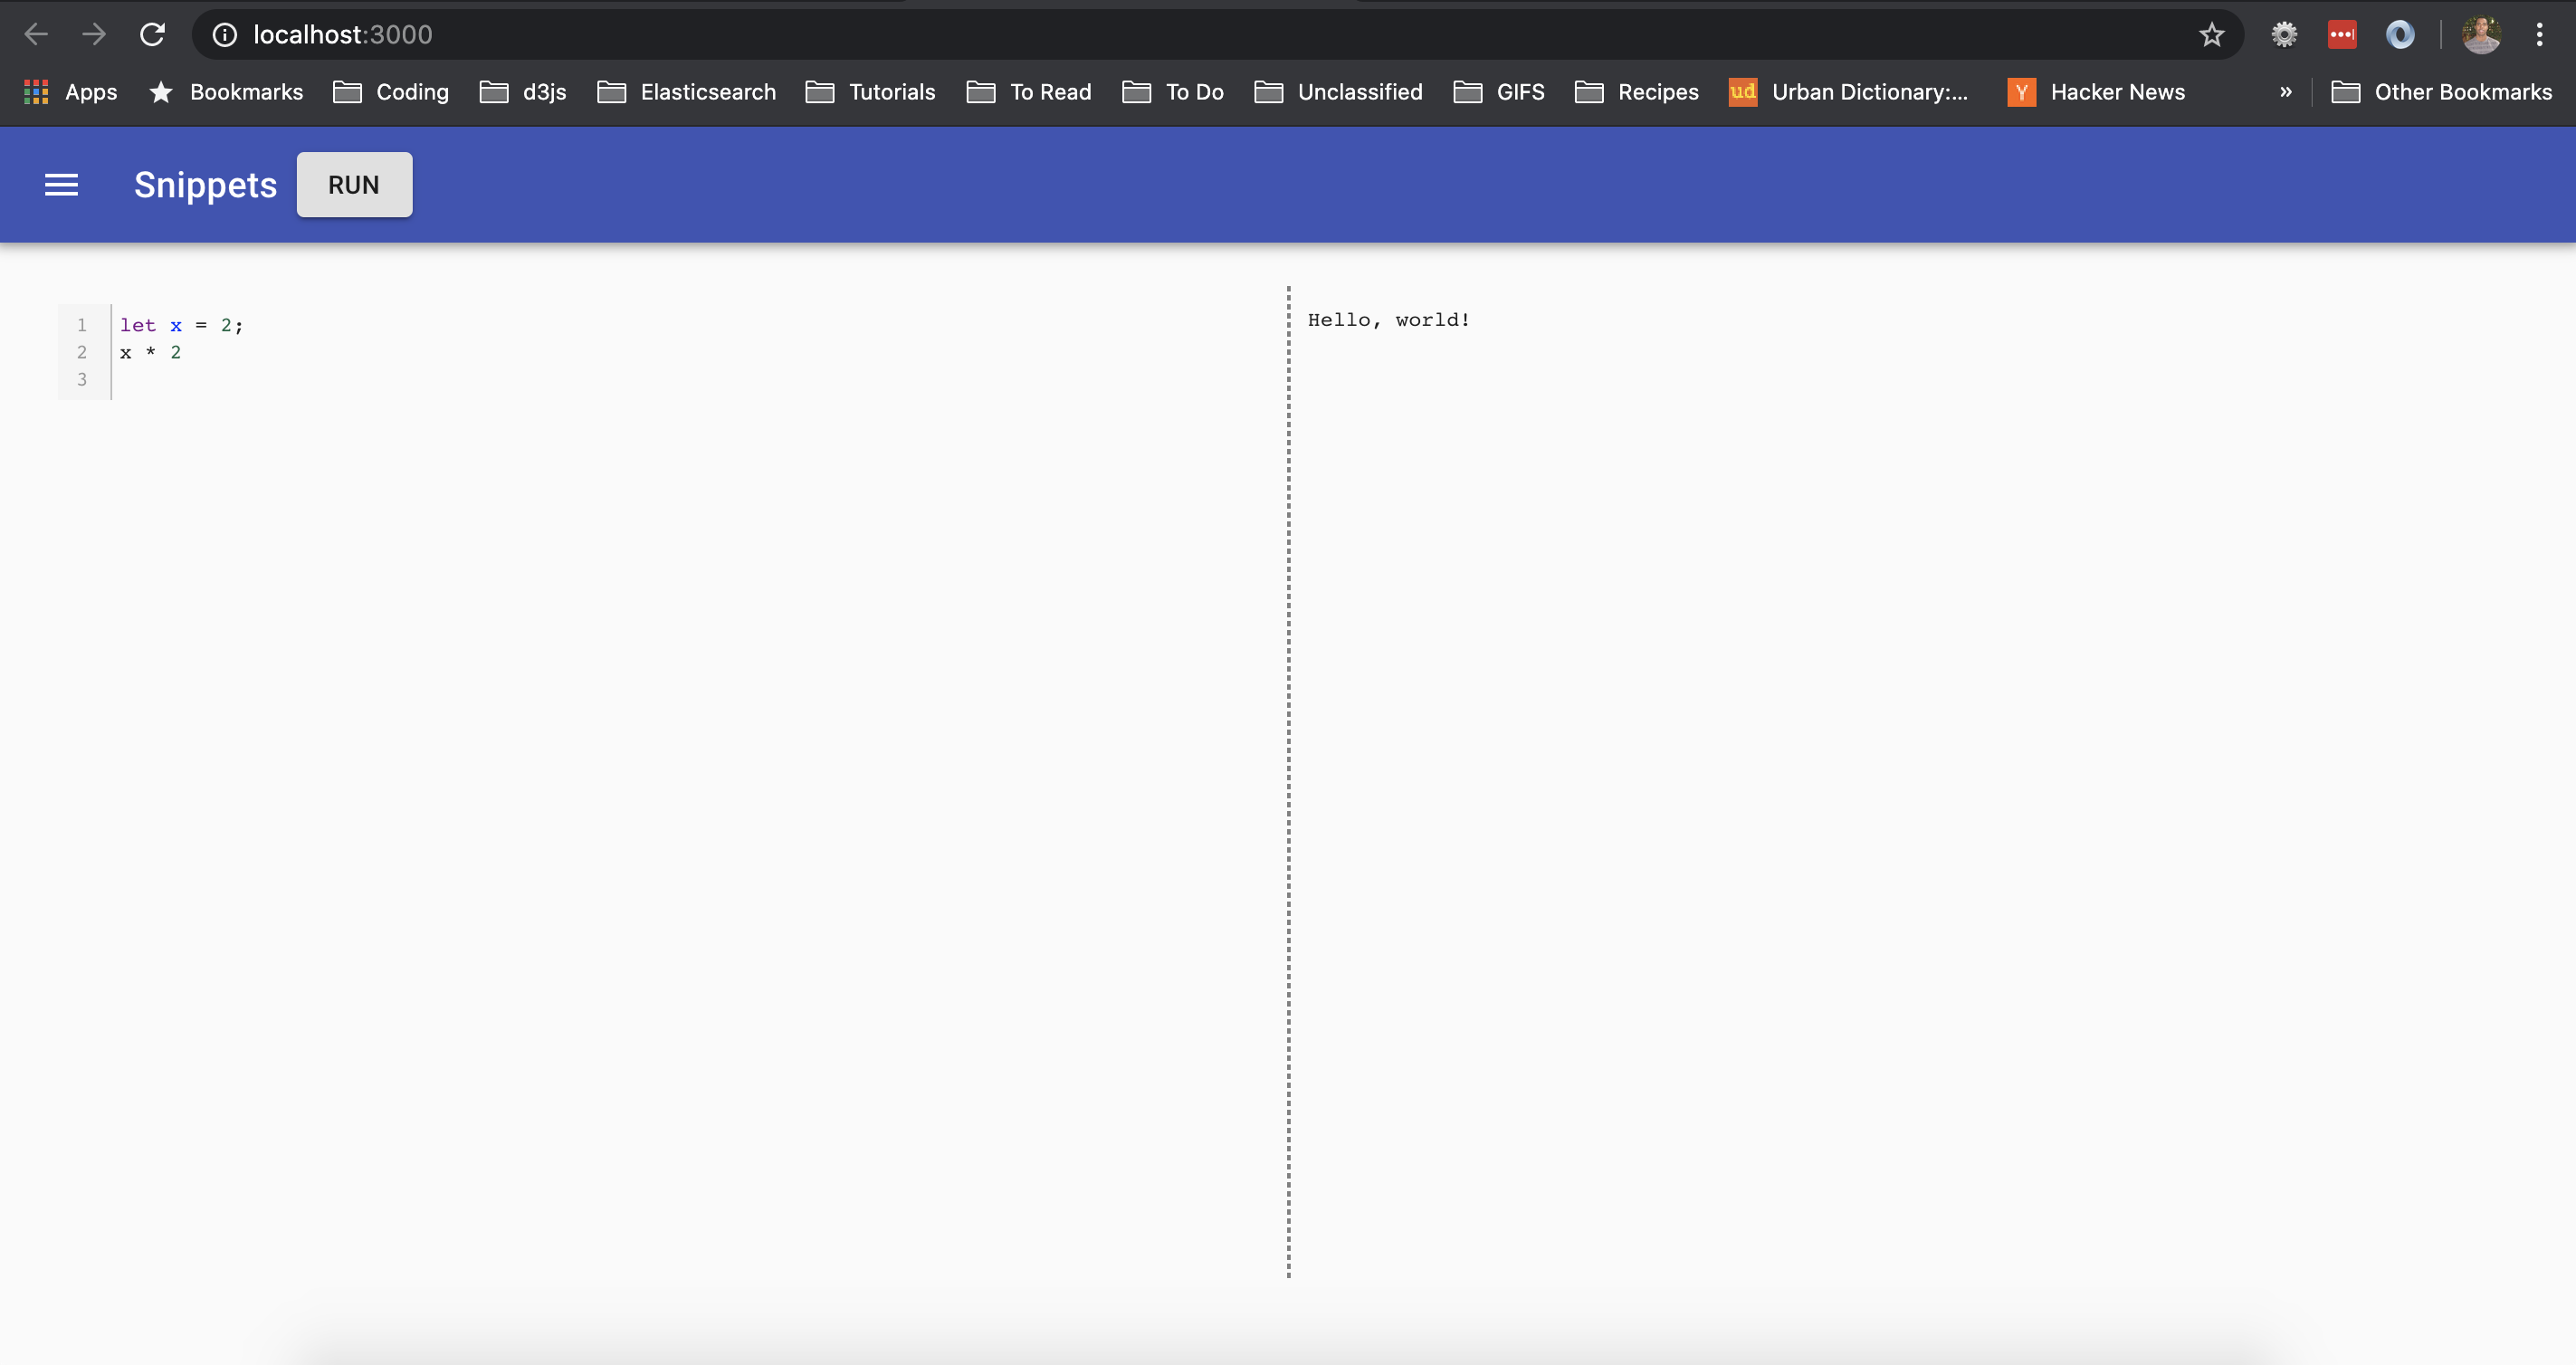 localhost:3000
Apps Bookmarks Coding d3js Elasticsearch Tutorials To Read To Do Unclassified GIFS Recipes ud Urban Dictionary:... Y Hacker News » Other Bookmarks
Snippets RUN
1 let x = 2;
2 x * 2
3
Hello, world!